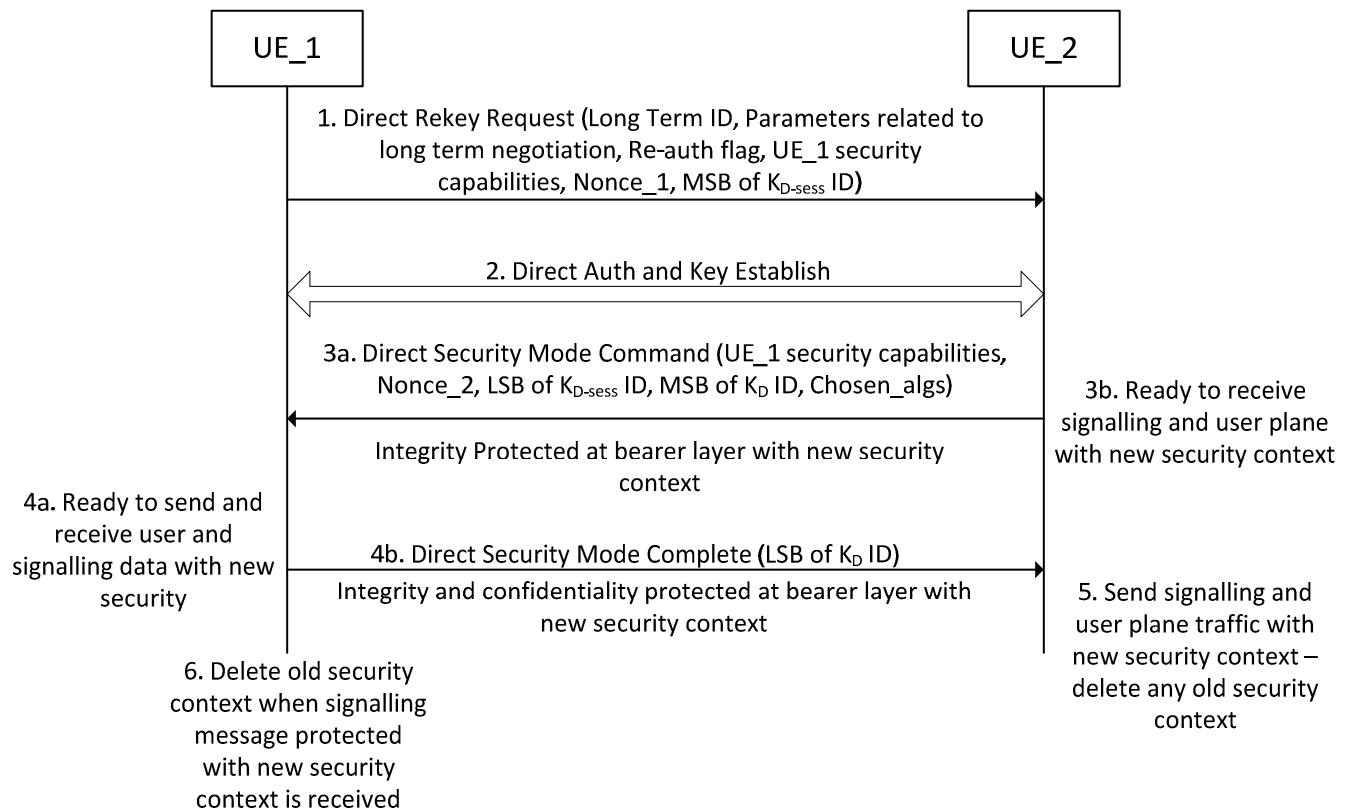 UE_1
UE_2
1. Direct Rekey Request (Long Term ID, Parameters related to
long term negotiation, Re-auth flag, UE_1 security
capabilities, Nonce_1, MSB of KD-sess ID)
2. Direct Auth and Key Establish
3a. Direct Security Mode Command (UE_1 security capabilities,
Nonce_2, LSB of KD-sess ID, MSB of KD ID, Chosen_algs)
Integrity Protected at bearer layer with new security
context
3b. Ready to receive
signalling and user plane
with new security context
4a. Ready to send and
receive user and
signalling data with new
security
4b. Direct Security Mode Complete (LSB of KD ID)
Integrity and confidentiality protected at bearer layer with
new security context
5. Send signalling and
user plane traffic with
new security context –
delete any old security
context
6. Delete old security
context when signalling
message protected
with new security
context is received